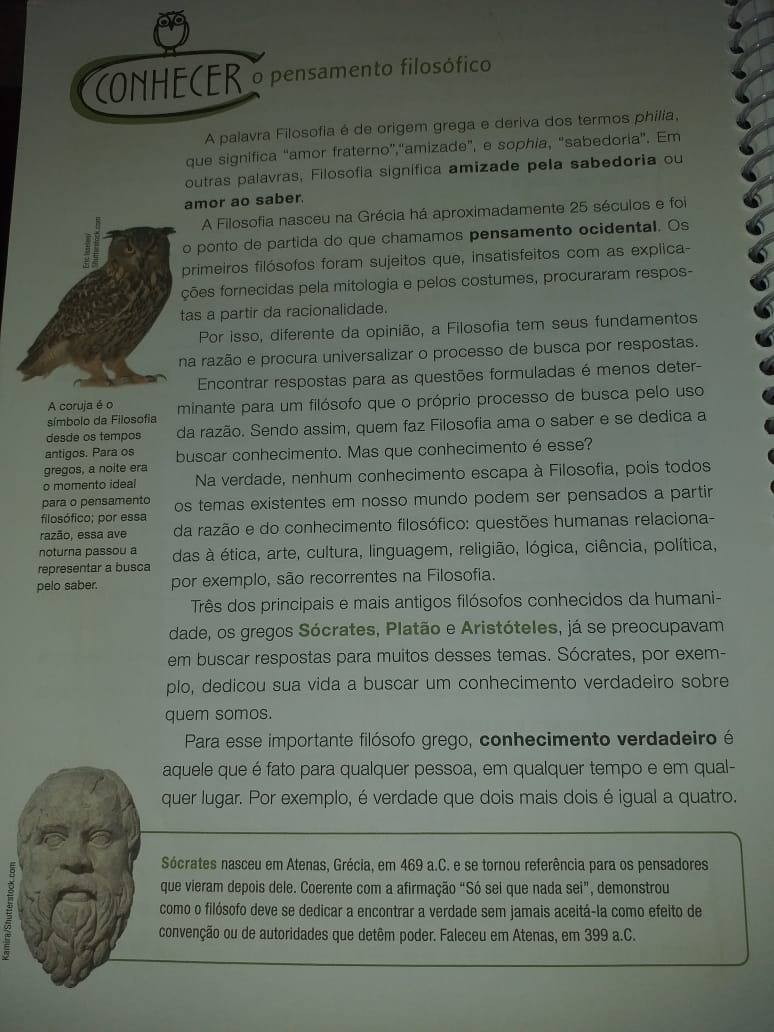 CONHECER o pensamento filosófico
A palavra Filosofia é de origem grega e deriva dos termos philia,
que significa “amor fraterno”,“amizade”, e sophia, “sabedoria”. Em
outras palavras, Filosofia significa amizade pela sabedoria ou
amor ao saber.
A Filosofia nasceu na Grécia há aproximadamente 25 séculos e foi
o ponto de partida do que chamamos pensamento ocidental. Os
primeiros filósofos foram sujeitos que, insatisfeitos com as explica-
ções fornecidas pela mitologia e pelos costumes, procuraram respos-
tas a partir da racionalidade.
Por isso, diferente da opinião, a Filosofia tem seus fundamentos
na razão e procura universalizar o processo de busca por respostas.
Encontrar respostas para as questões formuladas é menos deter-
minante para um filósofo que o próprio processo de busca pelo uso
da razão. Sendo assim, quem faz Filosofia ama o saber e se dedica a
buscar conhecimento. Mas que conhecimento é esse?
Na verdade, nenhum conhecimento escapa à Filosofia, pois todos
os temas existentes em nosso mundo podem ser pensados a partir
da razão e do conhecimento filosófico: questões humanas relaciona-
das à ética, arte, cultura, linguagem, religião, lógica, ciência, política,
por exemplo, são recorrentes na Filosofia.
Três dos principais e mais antigos filósofos conhecidos da humani-
dade, os gregos Sócrates, Platão e Aristóteles, já se preocupavam
em buscar respostas para muitos desses temas. Sócrates, por exem-
plo, dedicou sua vida a buscar um conhecimento verdadeiro sobre
quem somos.
Para esse importante filósofo grego, conhecimento verdadeiro é
aquele que é fato para qualquer pessoa, em qualquer tempo e em qual-
quer lugar. Por exemplo, é verdade que dois mais dois é igual a quatro.
Eric
Shutterstock.com
A coruja é o
símbolo da Filosofia
desde os tempos
antigos. Para os
gregos, a noite era
o momento ideal
para o pensamento
filosófico; por essa
razão, essa ave
noturna passou a
representar a busca
pelo saber.
Kamira/Shutterstock.com
Sócrates nasceu em Atenas, Grécia, em 469 a.C. e se tornou referência para os pensadores
que vieram depois dele. Coerente com a afirmação “Só sei que nada sei”, demonstrou
como o filósofo deve se dedicar a encontrar a verdade sem jamais aceitá-la como efeito de
convenção ou de autoridades que detêm poder. Faleceu em Atenas, em 399 a.C.